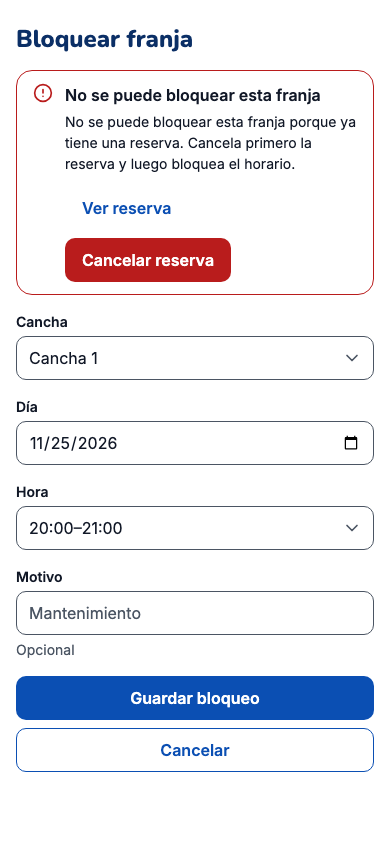 Bloquear franja
No se puede bloquear esta franja
No se puede bloquear esta franja porque ya
tiene una reserva. Cancela primero la
reserva y luego bloquea el horario.
Ver reserva
Cancelar reserva
Cancha
Cancha 1
Día
11/25/2026
Hora
20:00–21:00
Motivo
Mantenimiento
Opcional
Guardar bloqueo
Cancelar